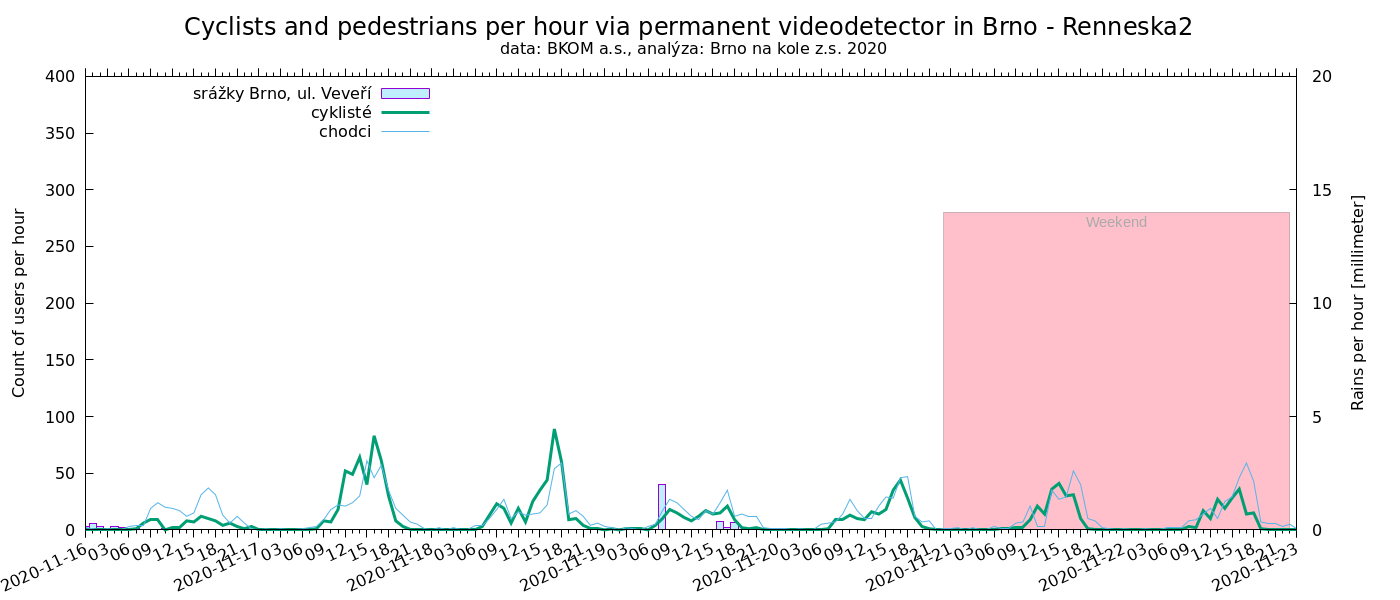 Cyclists and pedestrians per hour via permanent videodetector in Brno - Renneska2
data: BKOM a.s., analýza: Brno na kole z.s. 2020
srážky Brno, ul. Veveří
cyklisté
chodci
Weekend
Count of users per hour
400
350
300
250
200
150
100
50
0
20
15
10
5
0
Rains per hour [millimeter]
2020-11-16 03 06 09 12 15 18 21 2020-11-17 03 06 09 12 15 18 21 2020-11-18 03 06 09 12 15 18 21 2020-11-19 03 06 09 12 15 18 21 2020-11-20 03 06 09 12 15 18 21 2020-11-21 03 06 09 12 15 18 21 2020-11-22 03 06 09 12 15 18 21 2020-11-23